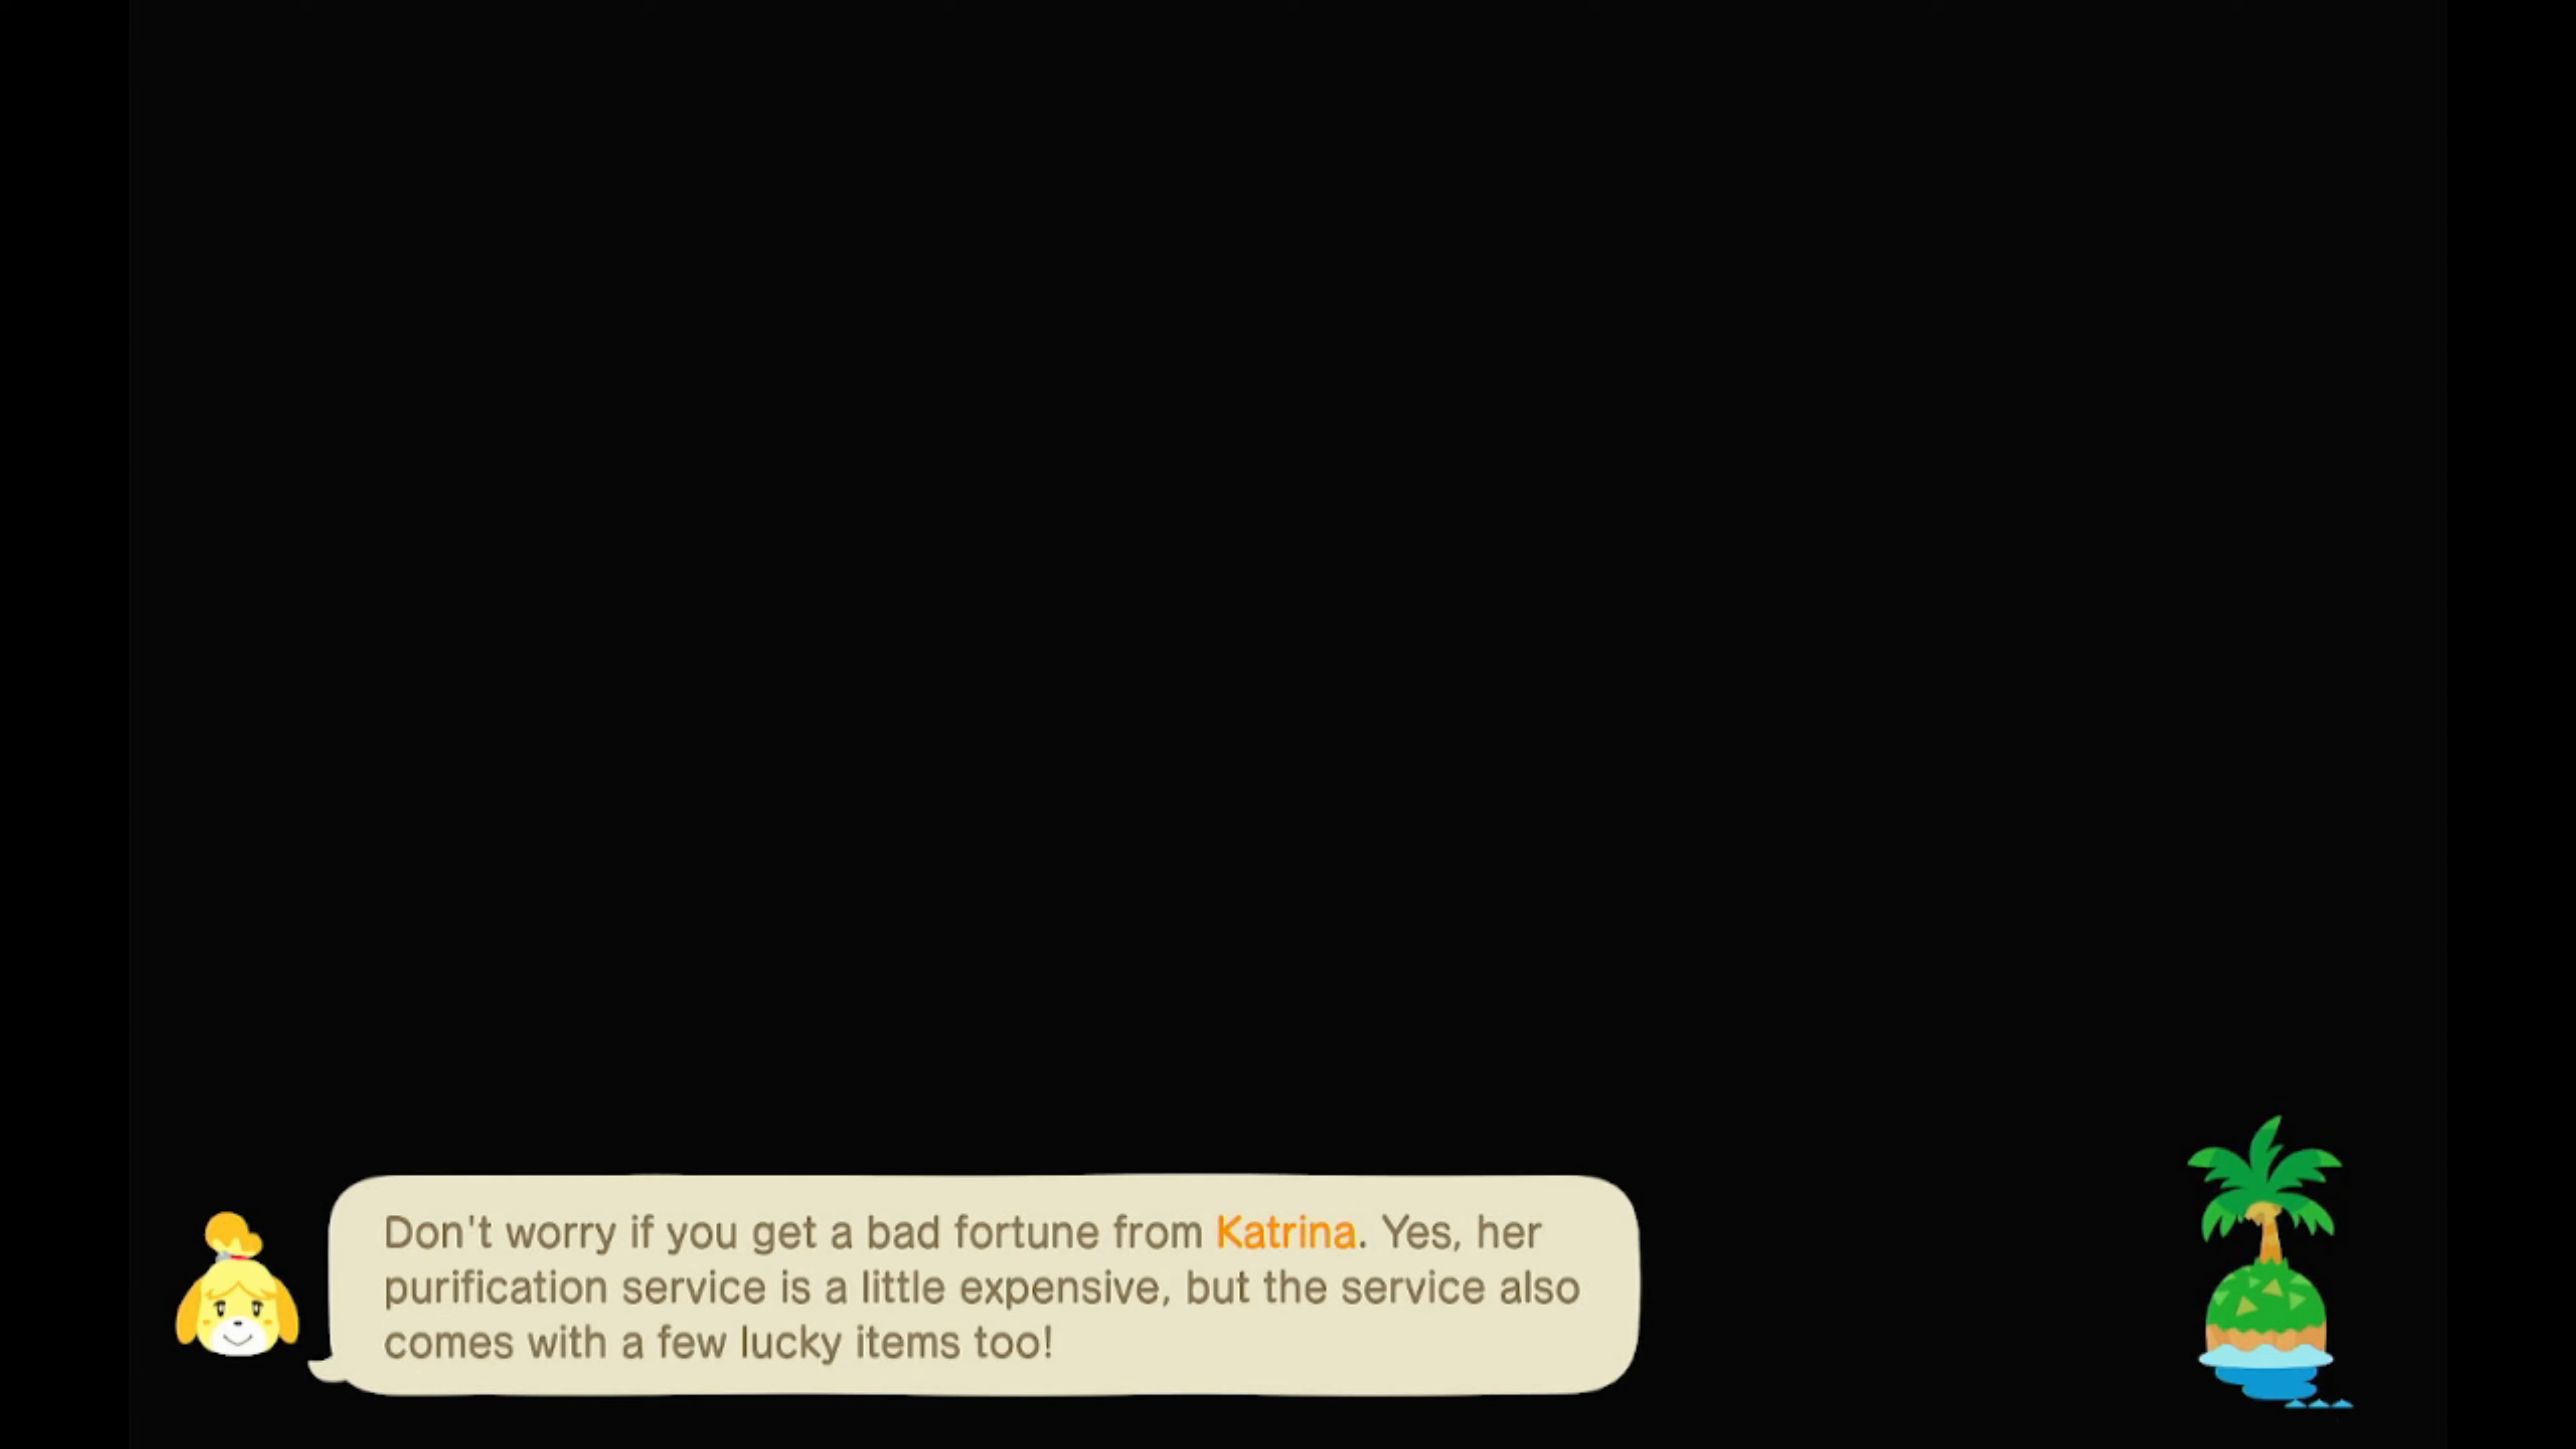 Don't worry if you get a bad fortune from Katrina. Yes, her
purification service is a little expensive, but the service also
comes with a few lucky items too!